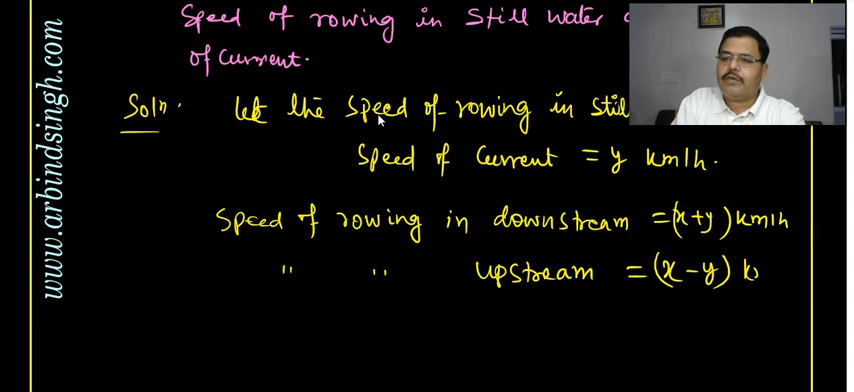 Speed of rowing in still water
of Current.
Soln. let the speed of rowing in still
Speed of Current = y km/h.
Speed of rowing in downstream = (x+y) km/h
" " upstream = (x-y) k
www.arbindsingh.com